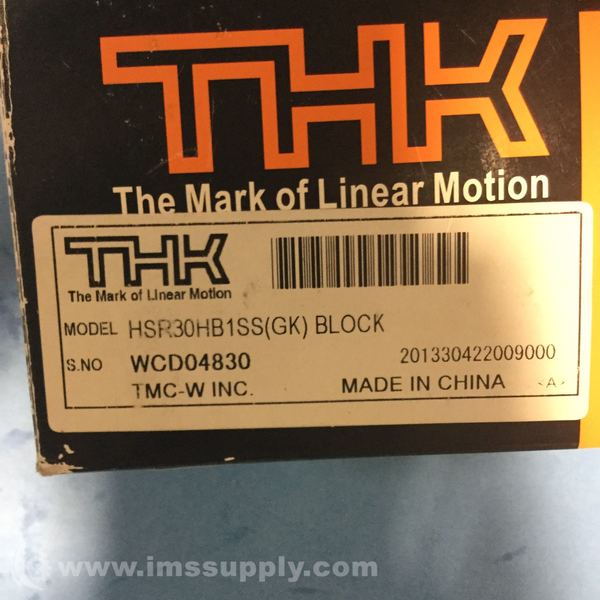 THK
The Mark of Linear Motion
THK
The Mark of Linear Motion
MODEL HSR30HB1SS(GK) BLOCK
S.NO WCD04830 201330422009000
TMC-W INC. MADE IN CHINA <A>
www.imssupply.com